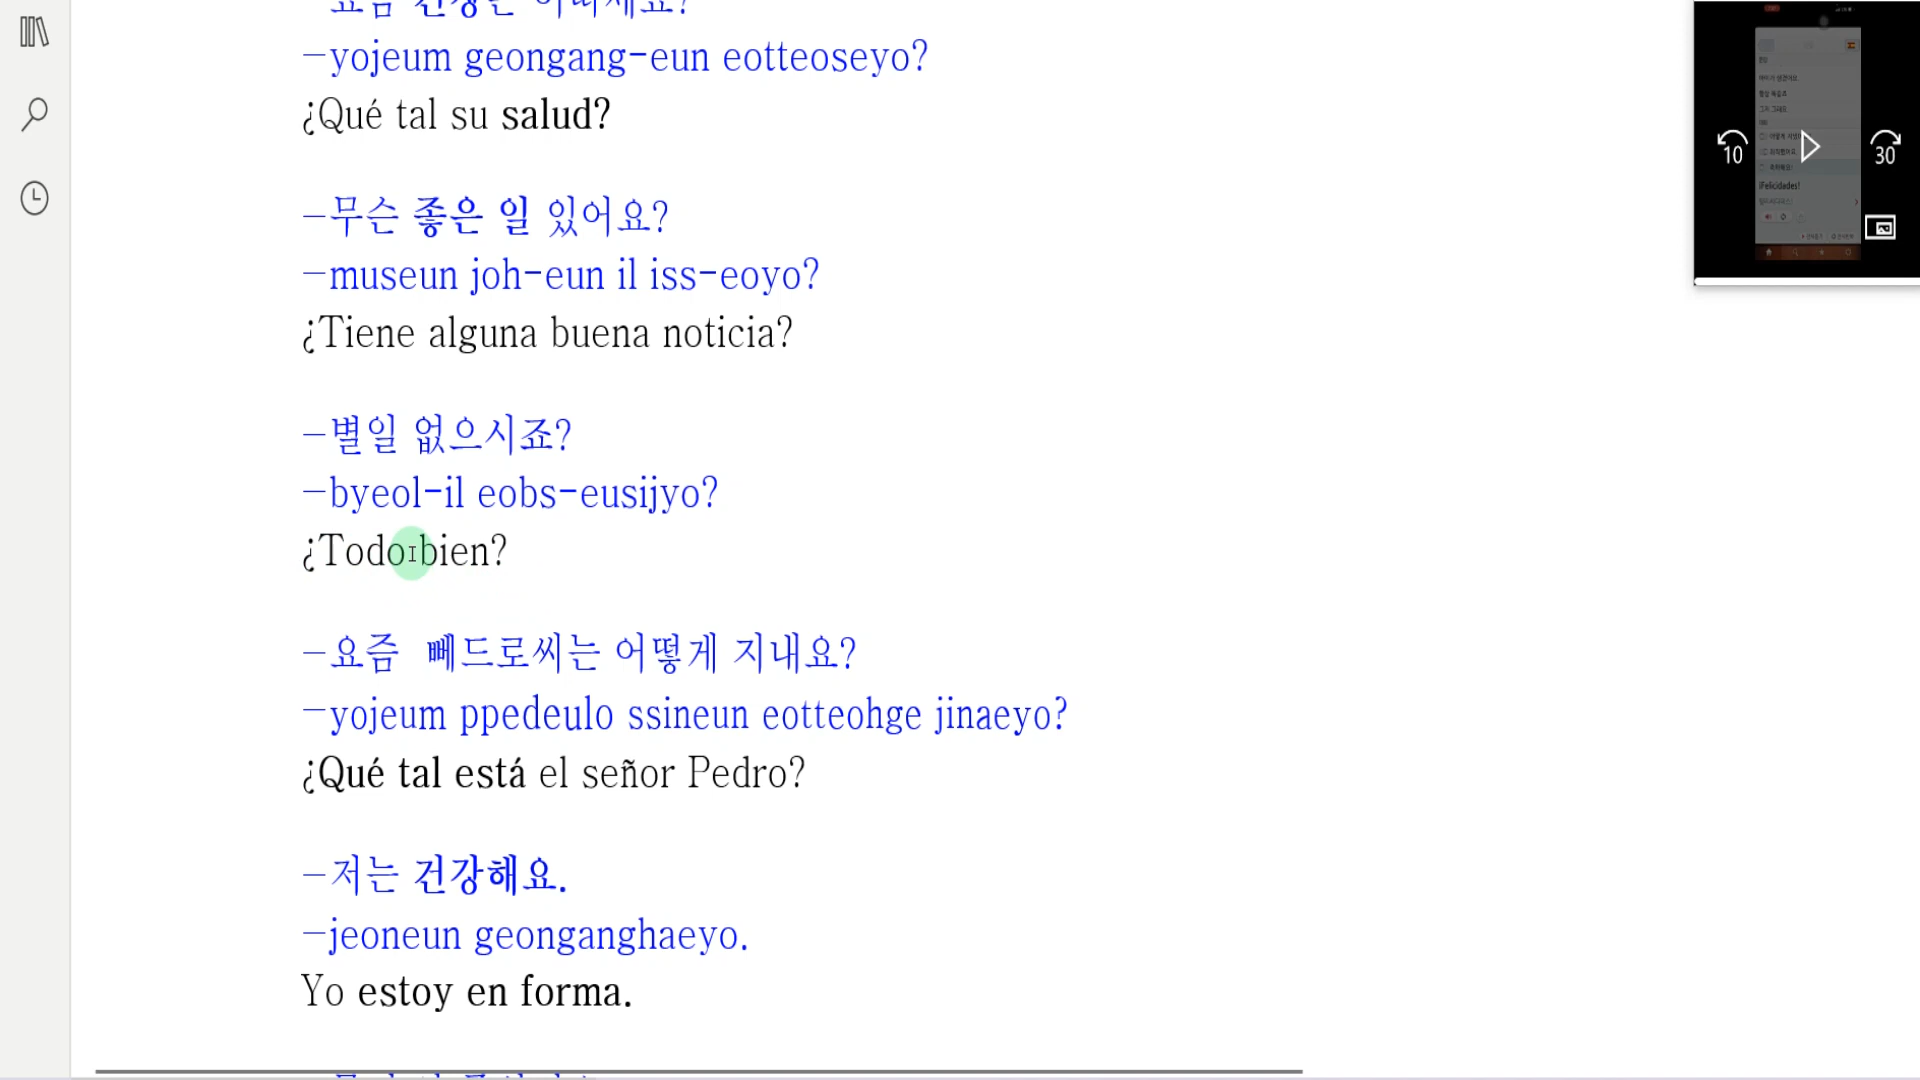 -yojeum geongang-eun eotteoseyo?
¿Qué tal su salud?
-무슨 좋은 일 있어요?
-museun joh-eun il iss-eoyo?
¿Tiene alguna buena noticia?
-별일 없으시죠?
-byeol-il eobs-eusijyo?
¿Todo bien?
-요즘 뻬드로씨는 어떻게 지내요?
-yojeum ppedeulo ssineun eotteohge jinaeyo?
¿Qué tal está el señor Pedro?
-저는 건강해요.
-jeoneun geonganghaeyo.
Yo estoy en forma.
10
30
¡Felicidades!